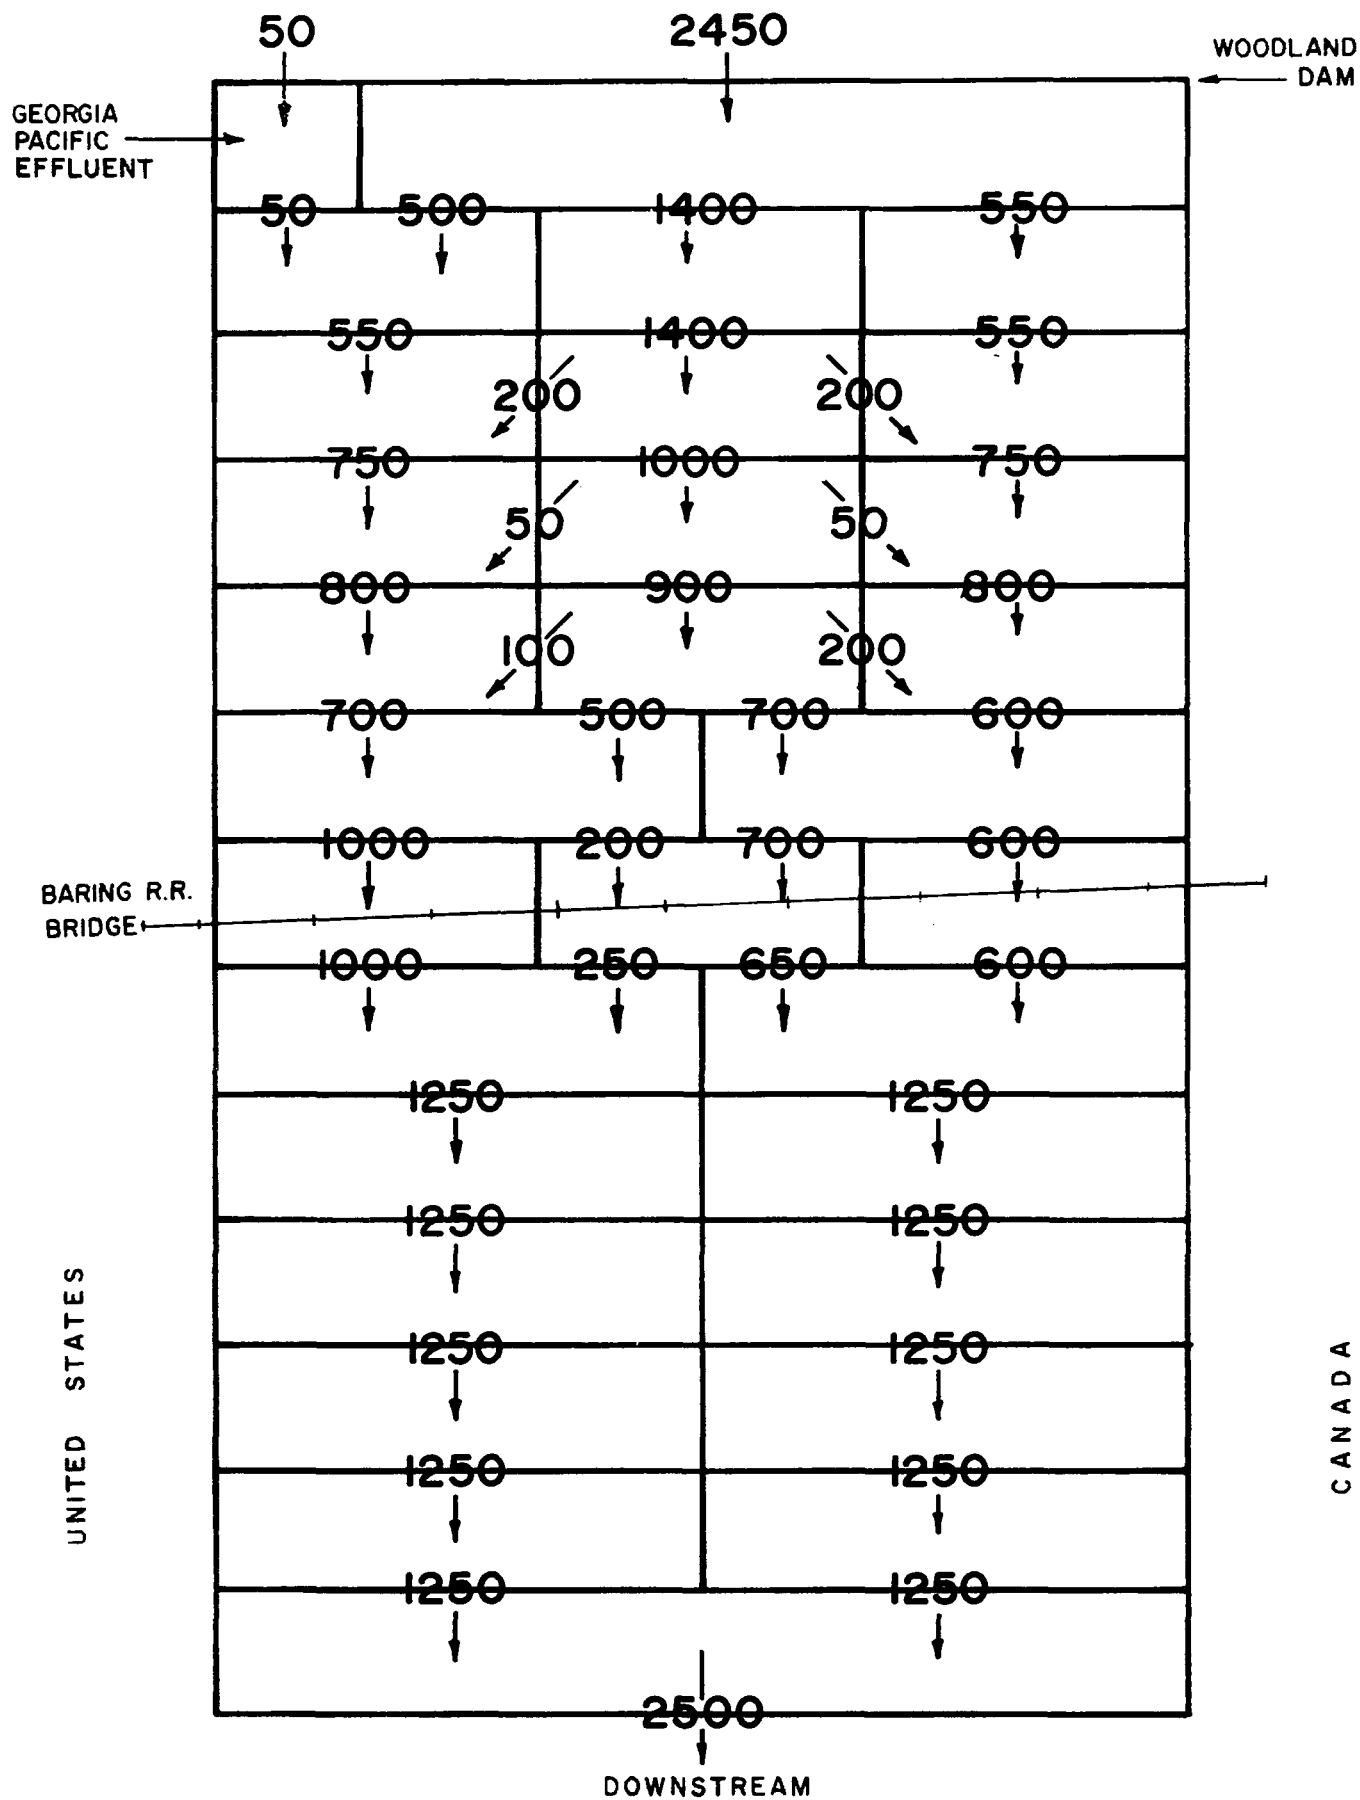 50 2450
WOODLAND
DAM
GEORGIA
PACIFIC
EFFLUENT
50 500 1400 550
550 1400 550
200 200
750 1000 750
50 50
800 900 800
100 200
700 500 700 600
1000 200 700 600
BARING R.R.
BRIDGE
1000 250 650 600
1250 1250
1250 1250
UNITED STATES
CANADA
1250 1250
1250 1250
1250 1250
2500
DOWNSTREAM